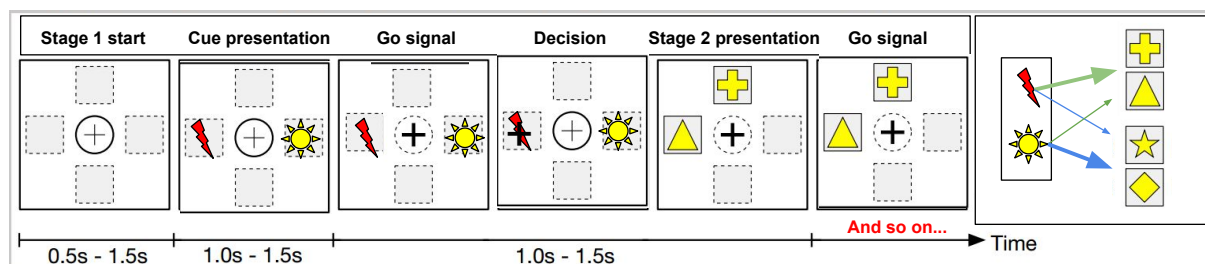 Stage 1 start
Cue presentation
Go signal
Decision
Stage 2 presentation
Go signal
And so on...
Time
0.5s - 1.5s
1.0s - 1.5s
1.0s - 1.5s